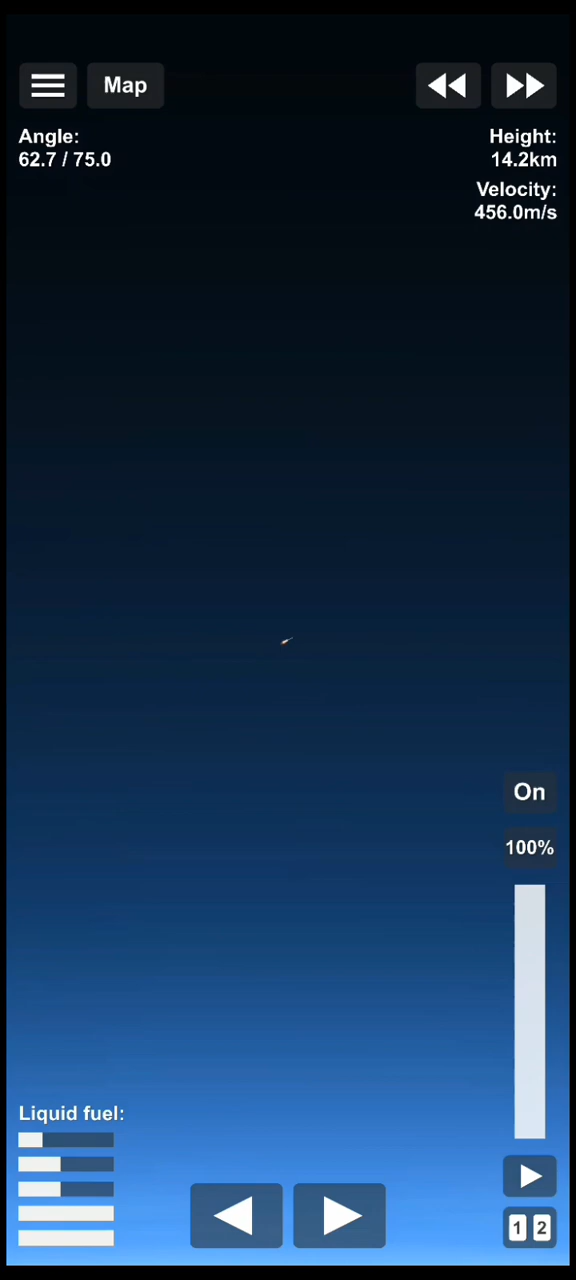 Map
Angle:
62.7 / 75.0
Height:
14.2km
Velocity:
456.0m/s
On
100%
Liquid fuel:
1 2